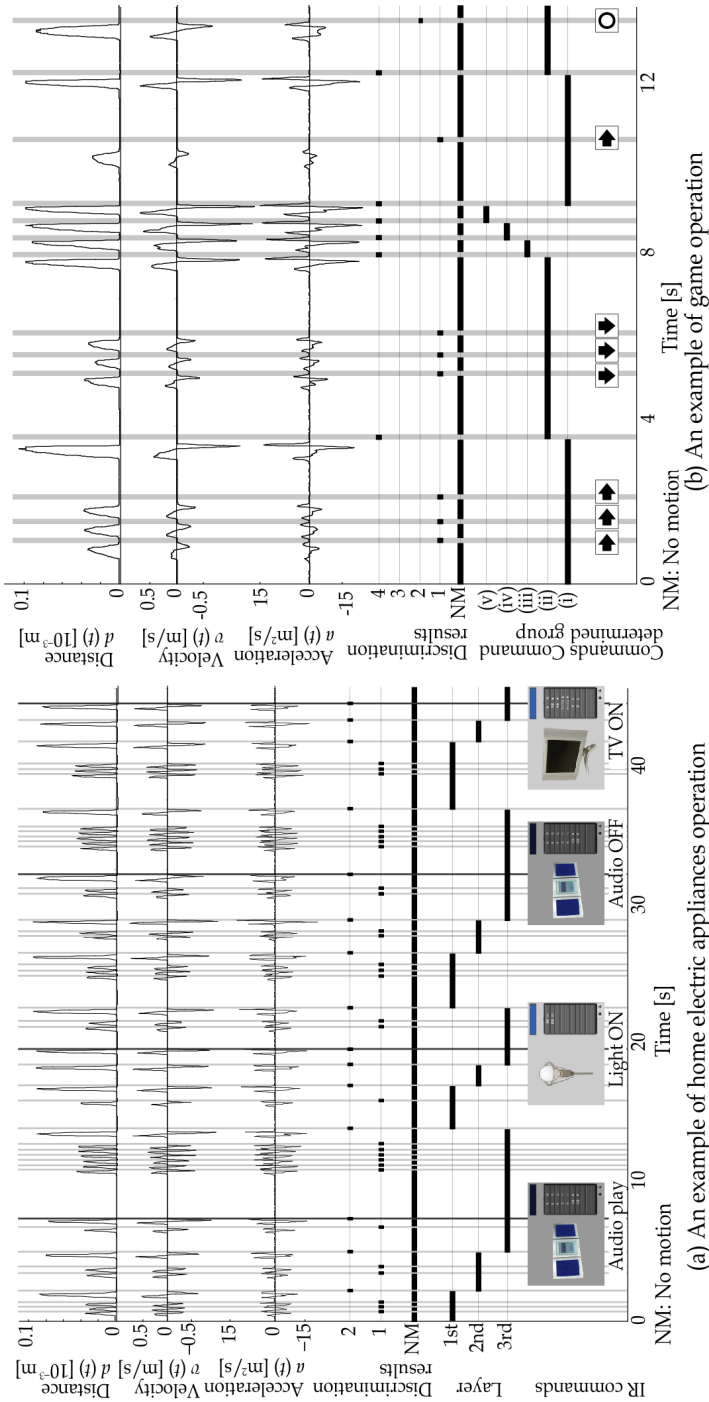 0.1
0
Distance
d (t) [10⁻³m]
0.5
0
-0.5
Velocity
v (t) [m/s]
15
0
-15
Acceleration
a (t) [m²/s]
2
1
NM
Discrimination
results
1st
2nd
3rd
Layer
IR commands
Audio play
Light ON
Audio OFF
TV ON
0
10
20
30
40
NM: No motion
Time [s]
(a) An example of home electric appliances operation
0.1
0
Distance
d (t) [10⁻³m]
0.5
0
-0.5
Velocity
v (t) [m/s]
0
-15
Acceleration
a (t) [m²/s]
4
3
2
1
NM
Discrimination
results
(v)
(iv)
(iii)
(ii)
(i)
Command
group
Commands
determined
0
4
8
12
NM: No motion
Time [s]
(b) An example of game operation